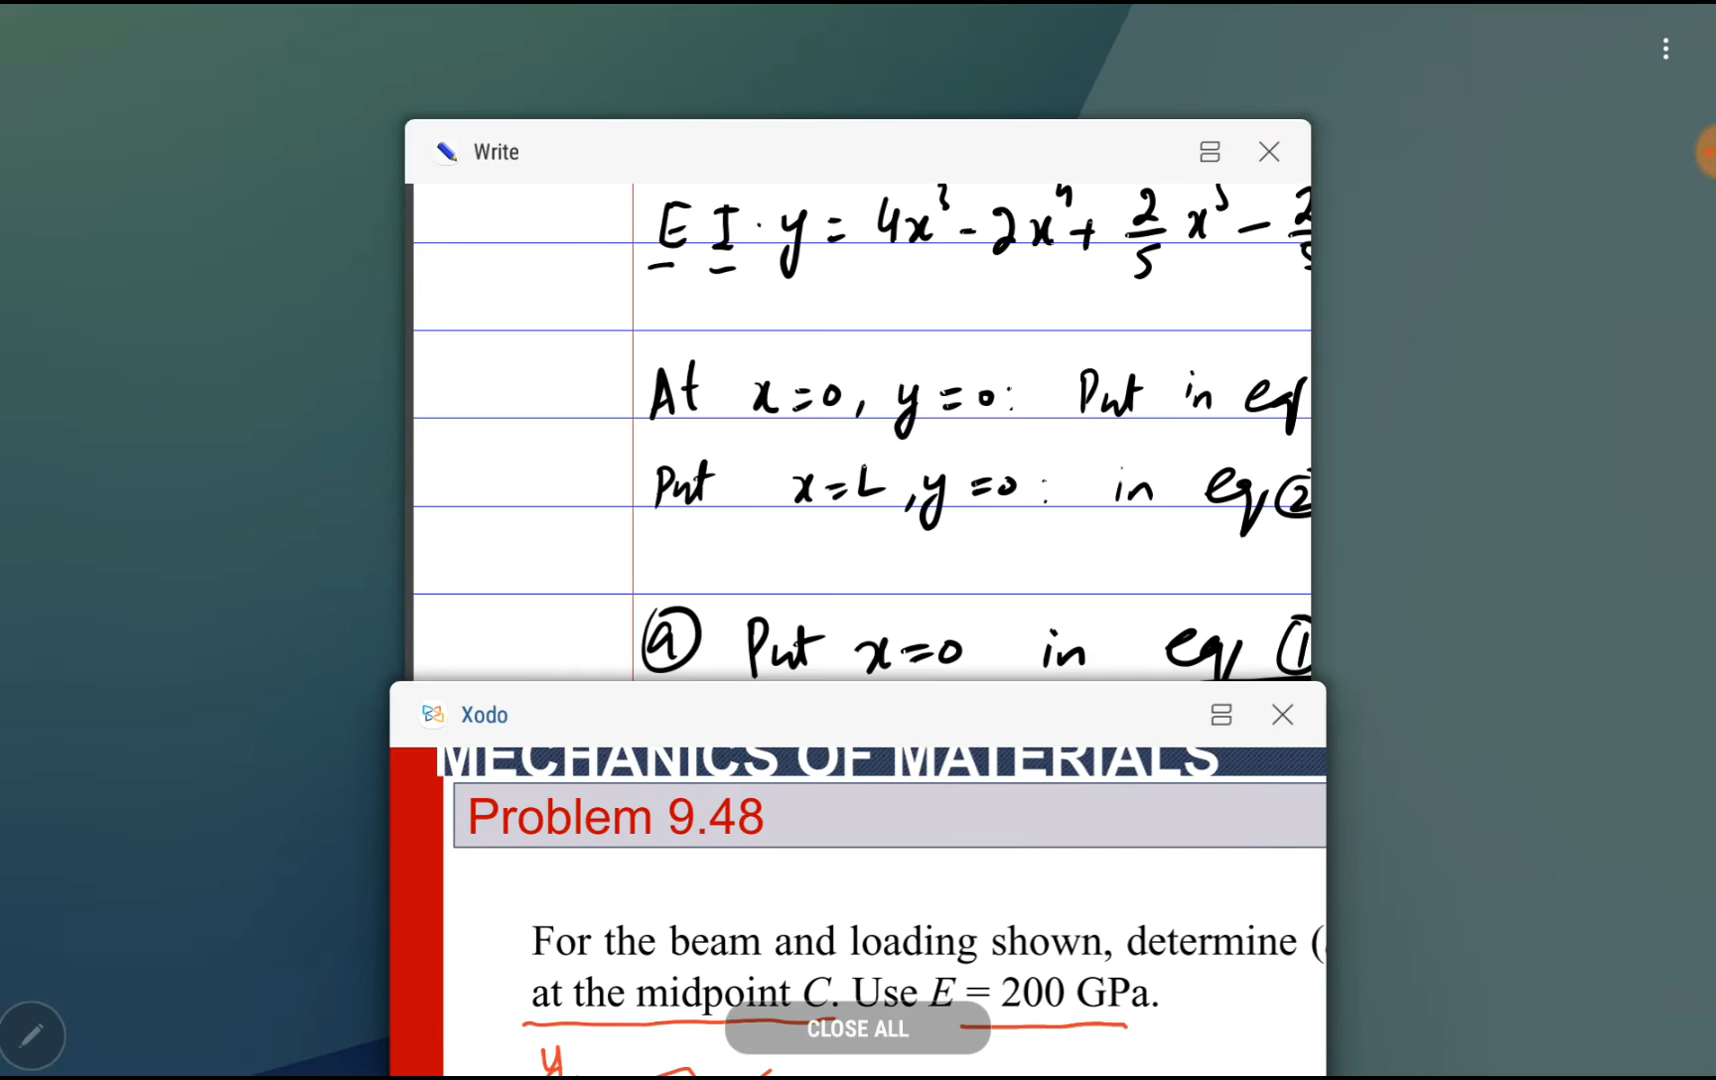 Write
E I · y = 4x³ - 2x⁴ + 2/5 x⁵ - 2/5
At x=0, y=0: Put in eq
Put x=L, y=0: in eq ②
ⓐ Put x=0 in eq ①
Xodo
MECHANICS OF MATERIALS
Problem 9.48
For the beam and loading shown, determine (
at the midpoint C. Use E = 200 GPa.
CLOSE ALL
y